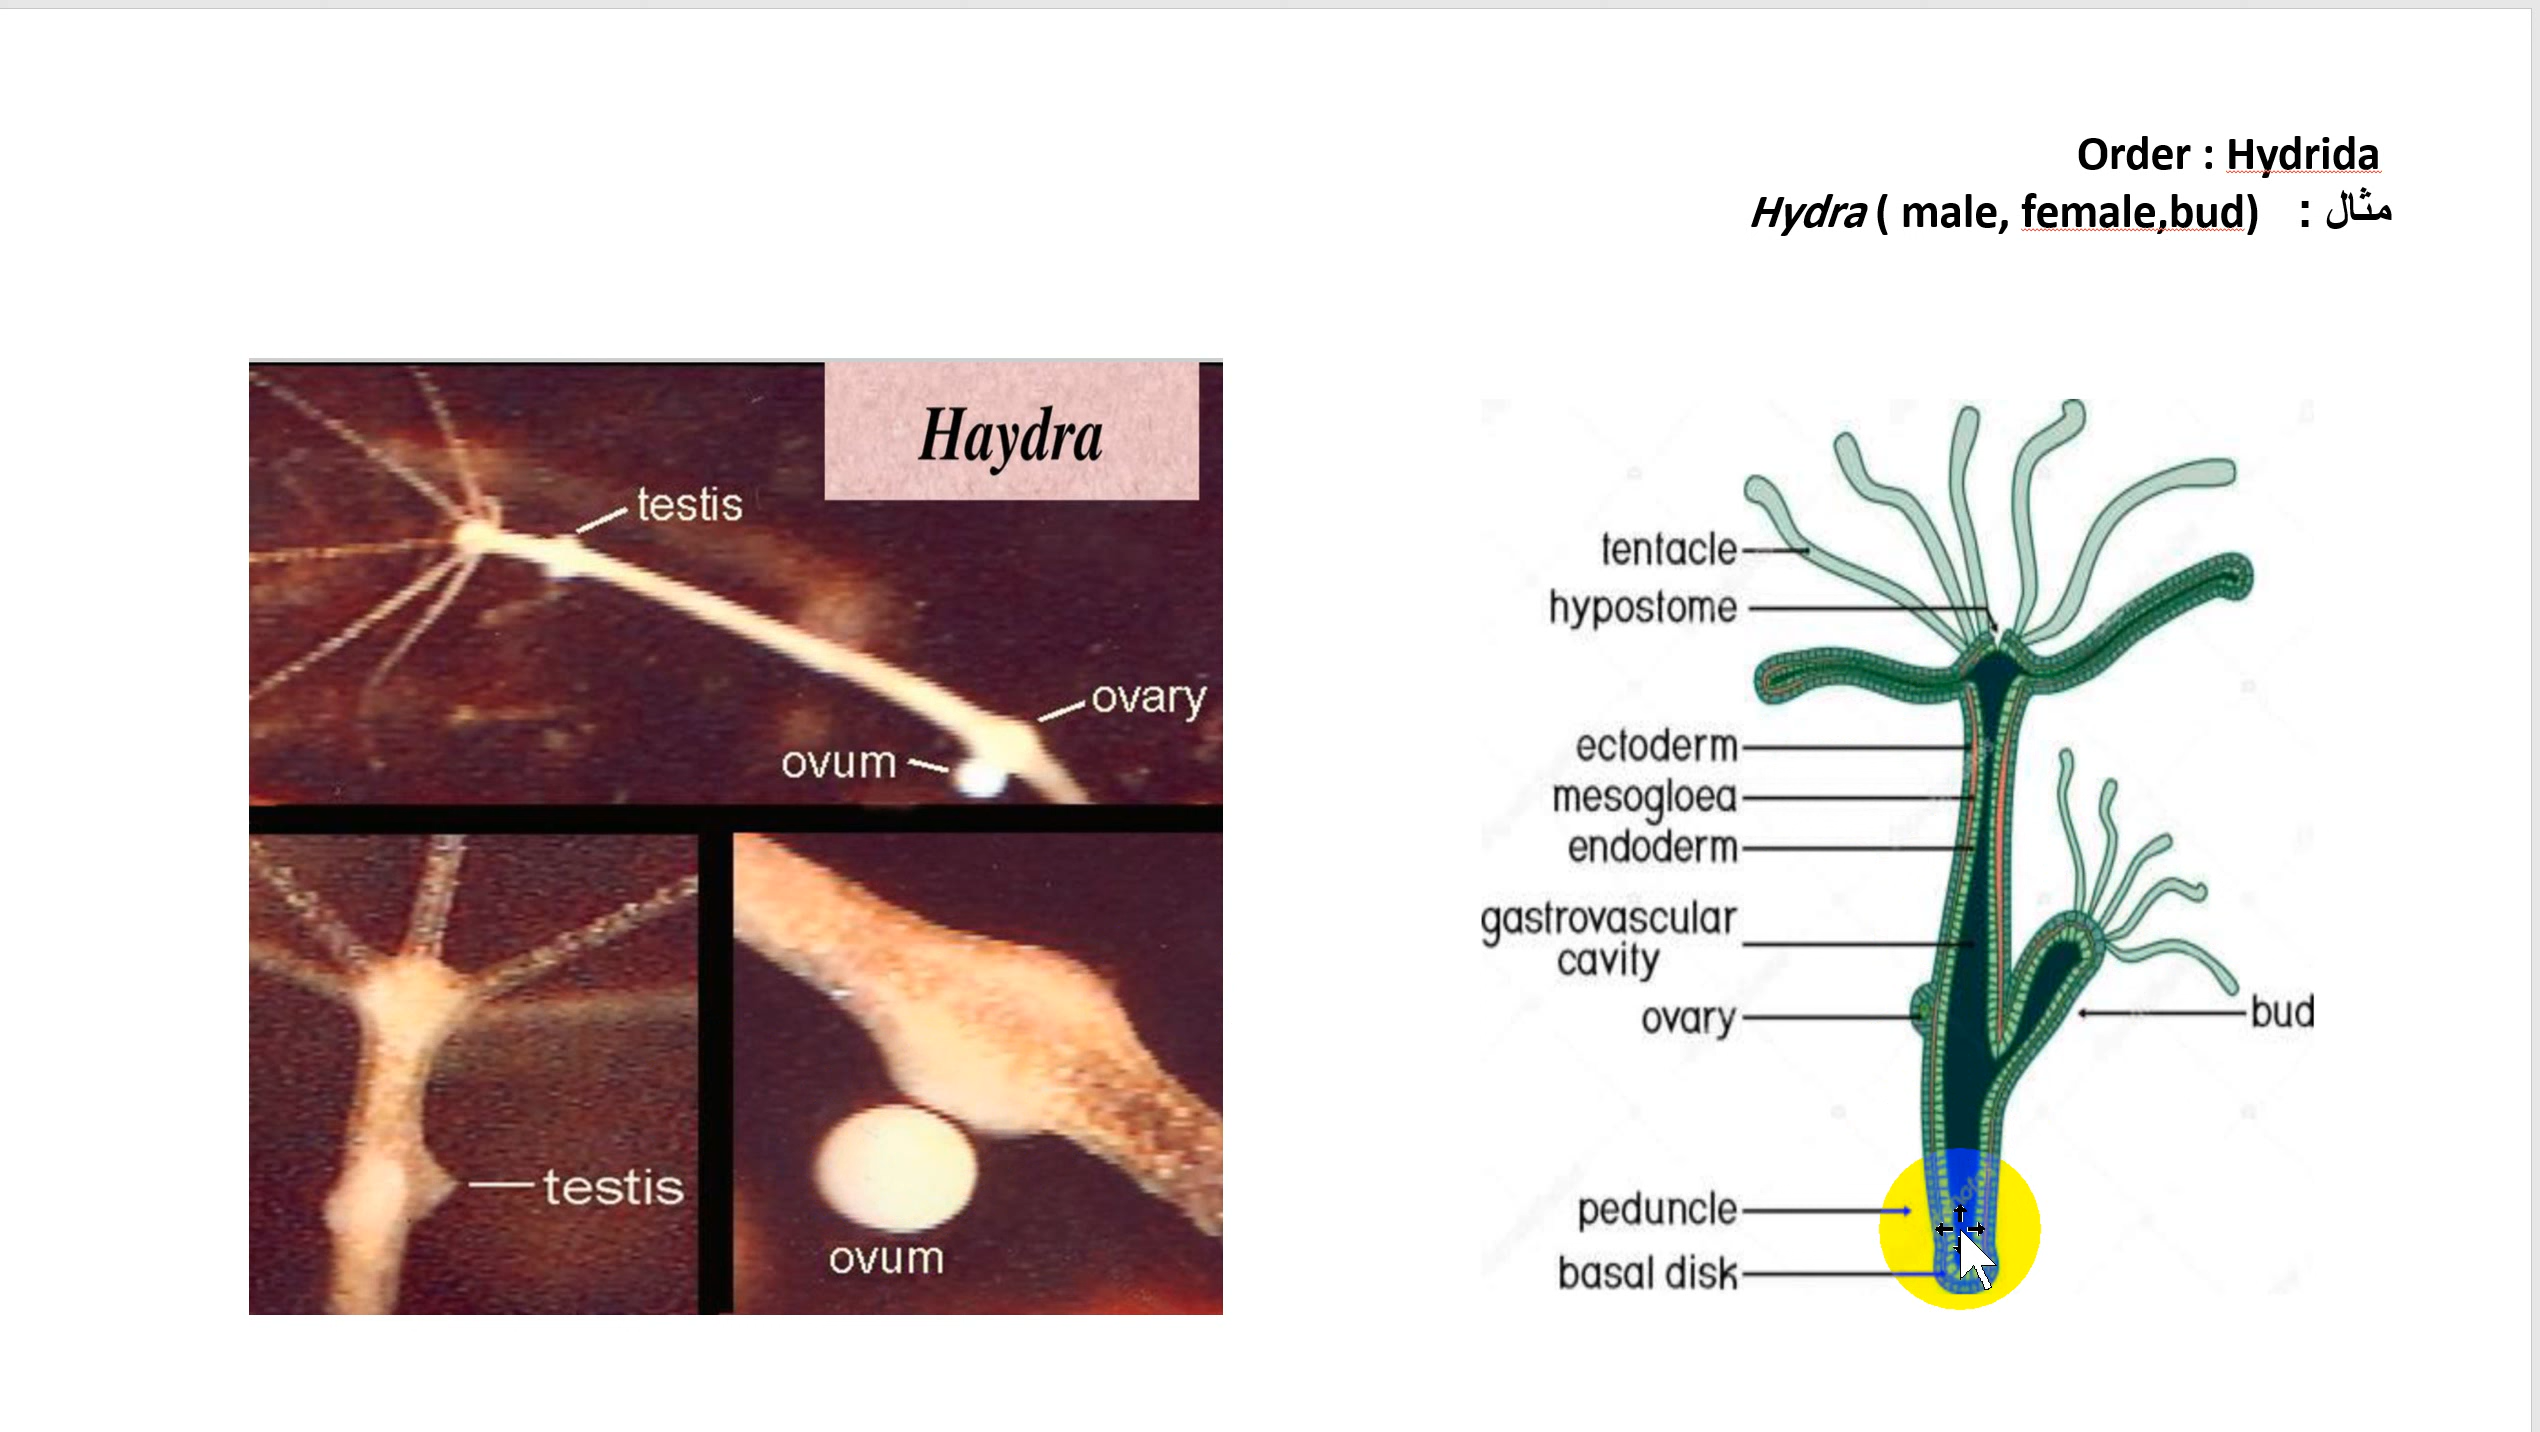 Order : Hydrida
مثال : Hydra ( male, female,bud)
Haydra
testis
ovary
ovum
testis
ovum
tentacle
hypostome
ectoderm
mesogloea
endoderm
gastrovascular
cavity
ovary
bud
peduncle
basal disk